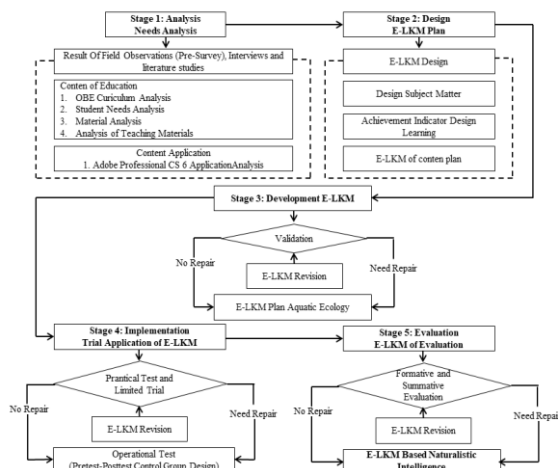 Stage 1: Analysis
Needs Analysis
Result Of Field Observations (Pre-Survey), Interviews and
literature studies
Conten of Education
1. OBE Curiculum Analysis
2. Student Needs Analysis
3. Material Analysis
4. Analysis of Teaching Materials
Content Application
1. Adobe Professional CS 6 ApplicationAnalysis
Stage 2: Design
E-LKM Plan
E-LKM Design
Design Subject Matter
Achievement Indicator Design
Learning
E-LKM of conten plan
Stage 3: Development E-LKM
Validation
No Repair
Need Repair
E-LKM Revision
E-LKM Plan Aquatic Ecology
Stage 4: Implementation
Trial Application of E-LKM
Prantical Test and
Limited Trial
No Repair
Need Repair
E-LKM Revision
Operational Test
(Pretest-Posttest Control Group Design)
Stage 5: Evaluation
E-LKM of Evaluation
Formative and
Summative
Evaluation
No Repair
Need Repair
E-LKM Revision
E-LKM Based Naturalistic
Intelligence